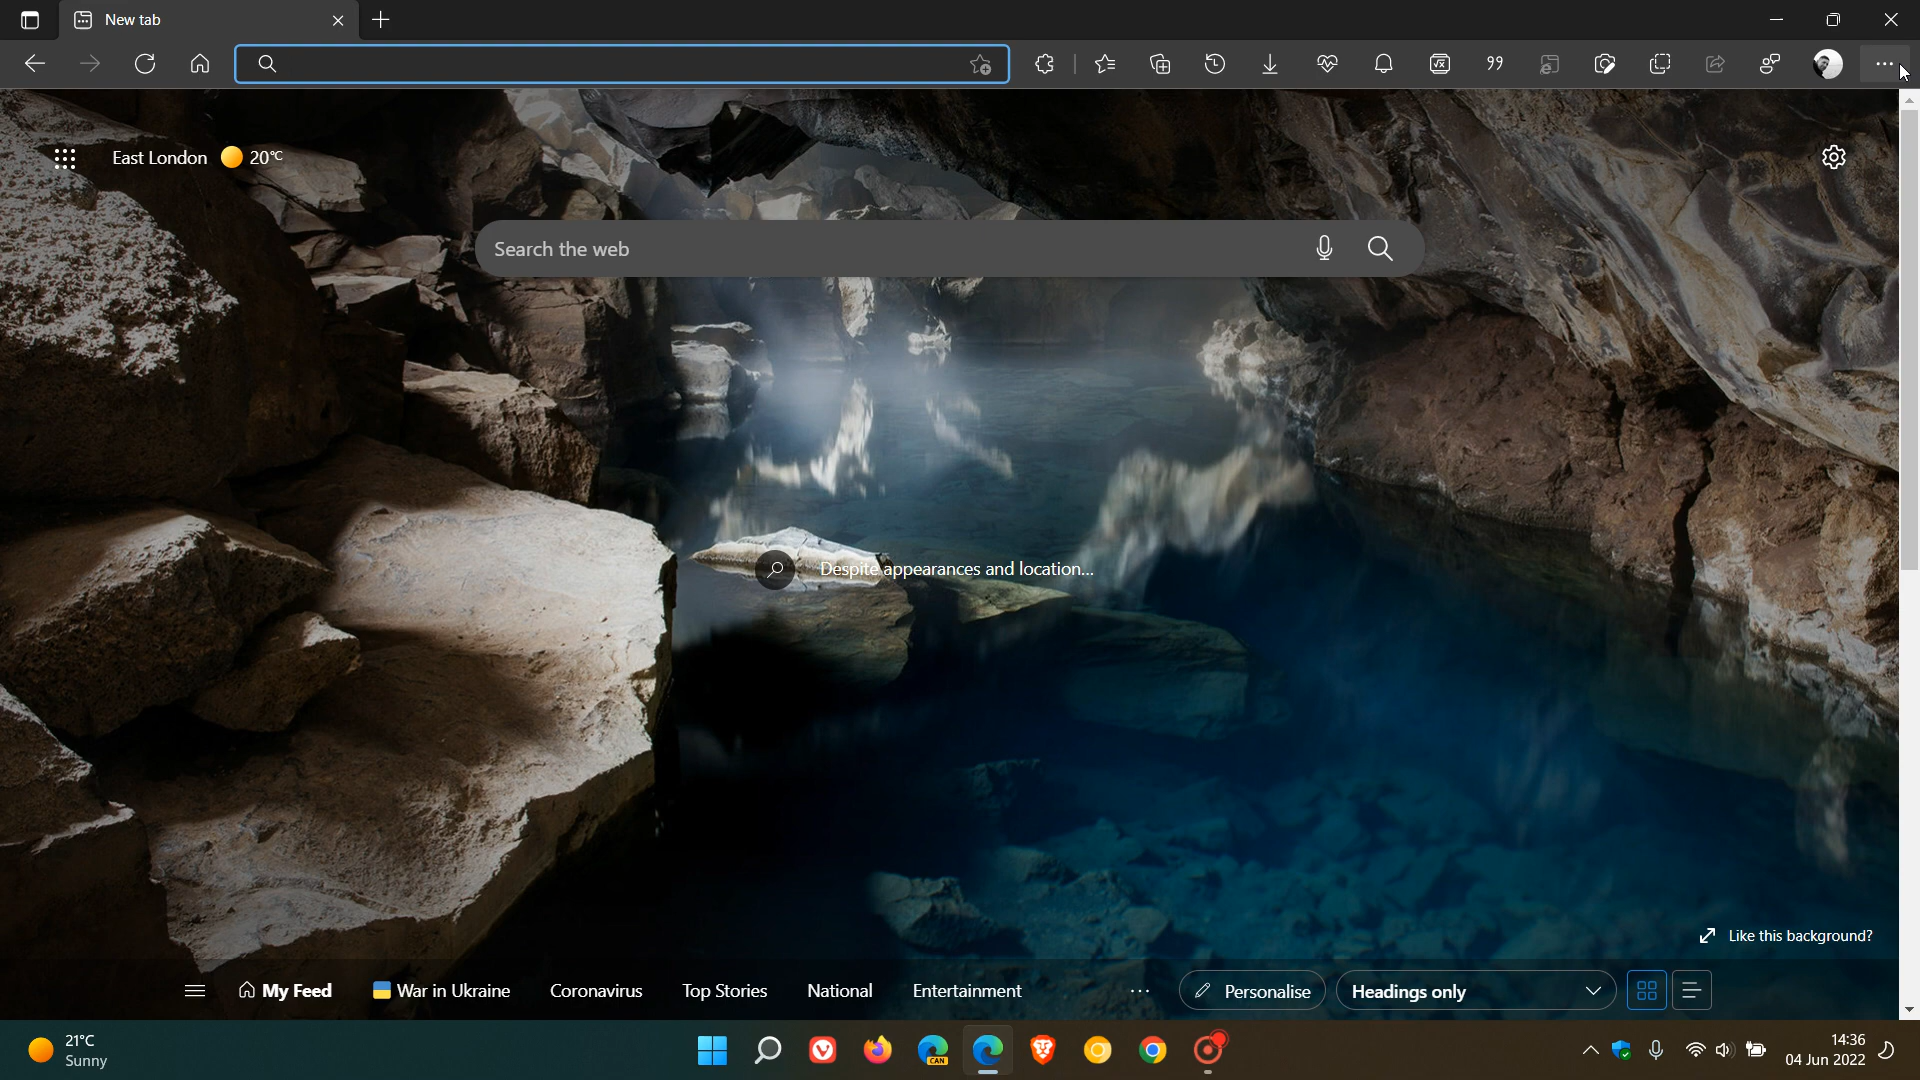 New tab
East London 20°C
Search the web
Despite appearances and location...
Like this background?
My Feed War in Ukraine Coronavirus Top Stories National Entertainment ... Personalise Headings only
21°C
Sunny
CAN
14:36
04 Jun 2022